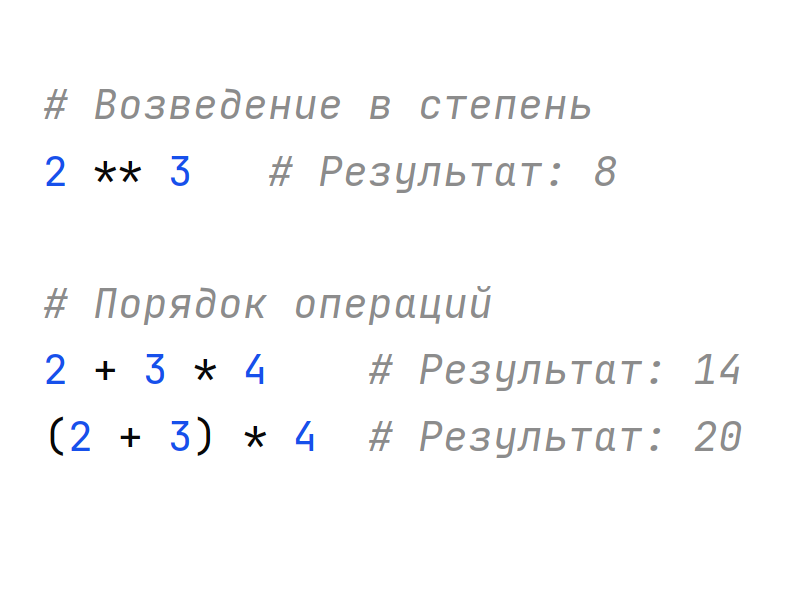 # Возведение в степень
2 ** 3   # Результат: 8
# Порядок операций
2 + 3 * 4    # Результат: 14
(2 + 3) * 4  # Результат: 20